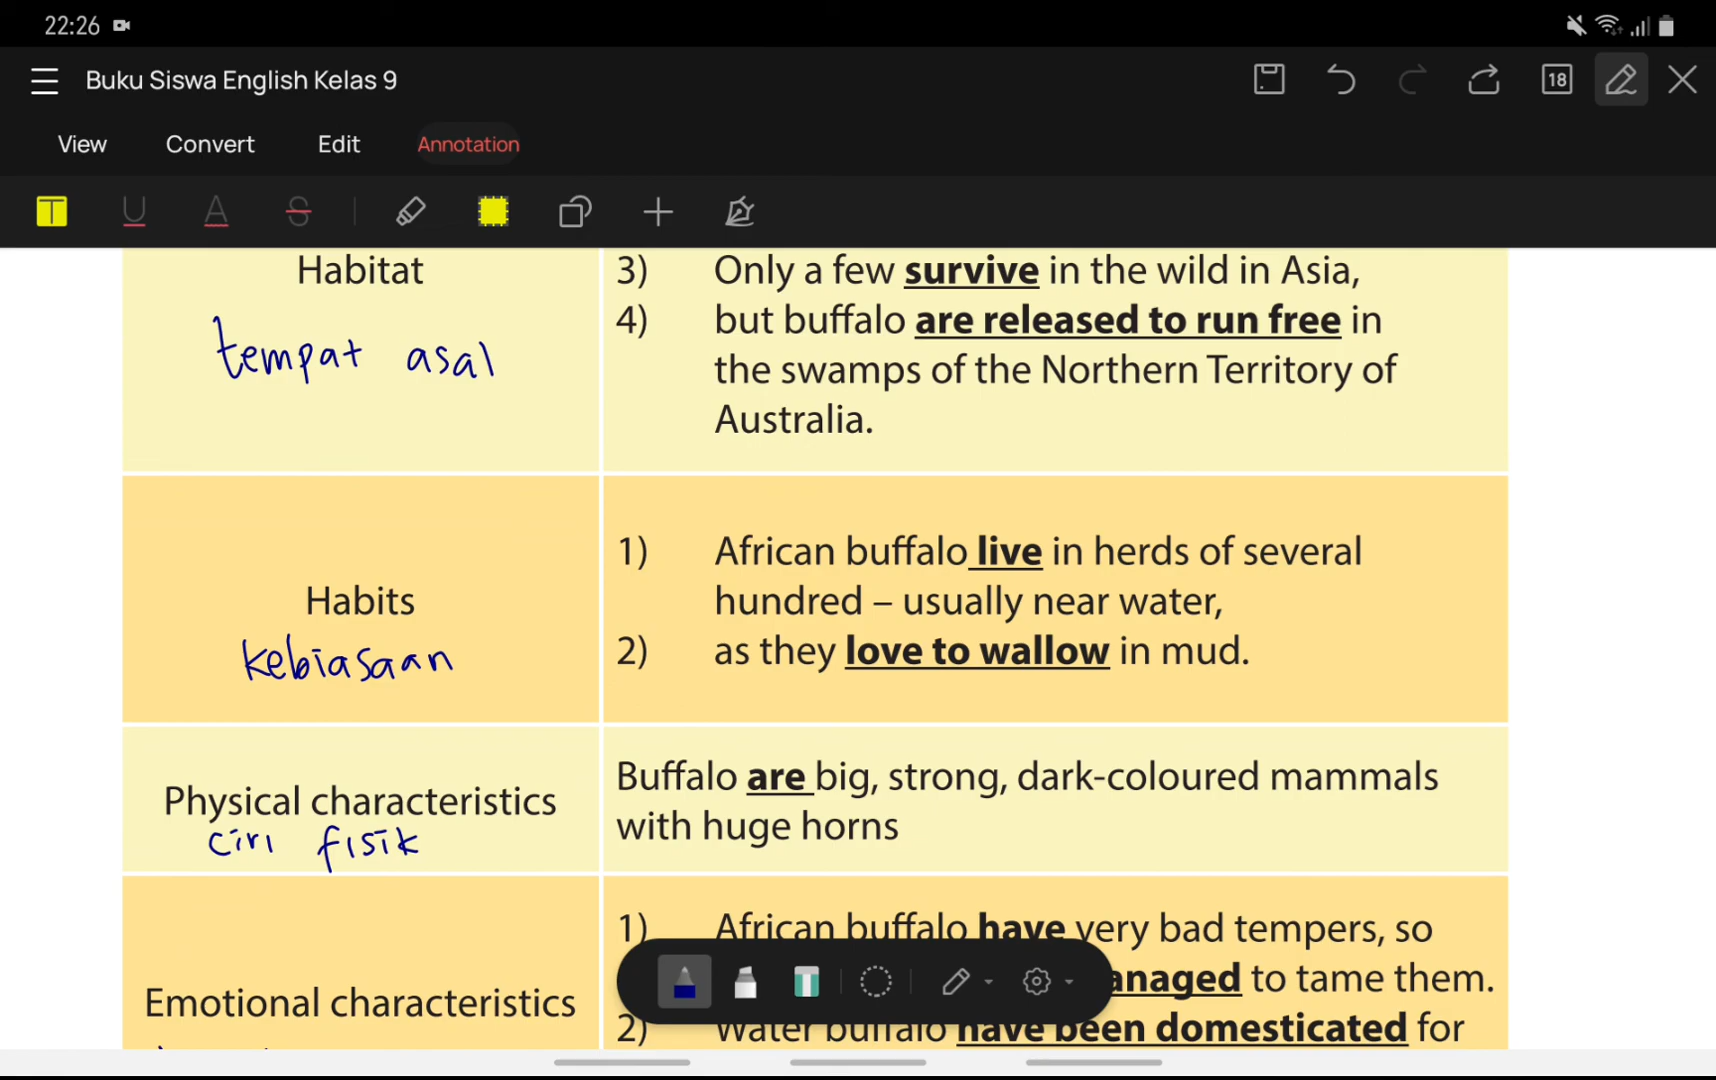 22:26
Buku Siswa English Kelas 9
18
View Convert Edit Annotation
T U A S
Habitat
tempat asal
3) Only a few survive in the wild in Asia,
4) but buffalo are released to run free in
the swamps of the Northern Territory of
Australia.
Habits
kebiasaan
1) African buffalo live in herds of several
hundred – usually near water,
2) as they love to wallow in mud.
Physical characteristics
ciri fisik
Buffalo are big, strong, dark-coloured mammals
with huge horns
Emotional characteristics
1) African buffalo have very bad tempers, so
to tame them.
2) Water buffalo have been domesticated for